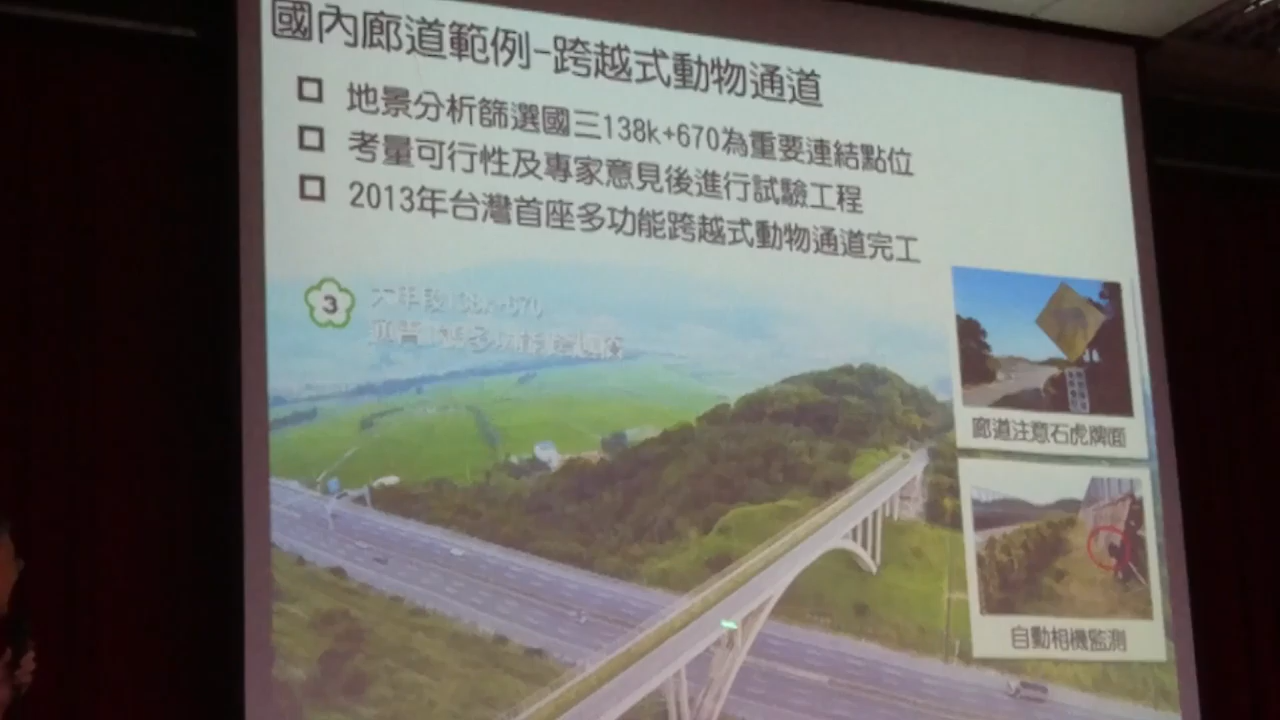 國內廊道範例-跨越式動物通道
地景分析篩選國三138k+670為重要連結點位
考量可行性及專家意見後進行試驗工程
2013年台灣首座多功能跨越式動物通道完工
3
138k+670
廊道注意石虎牌面
自動相機監測